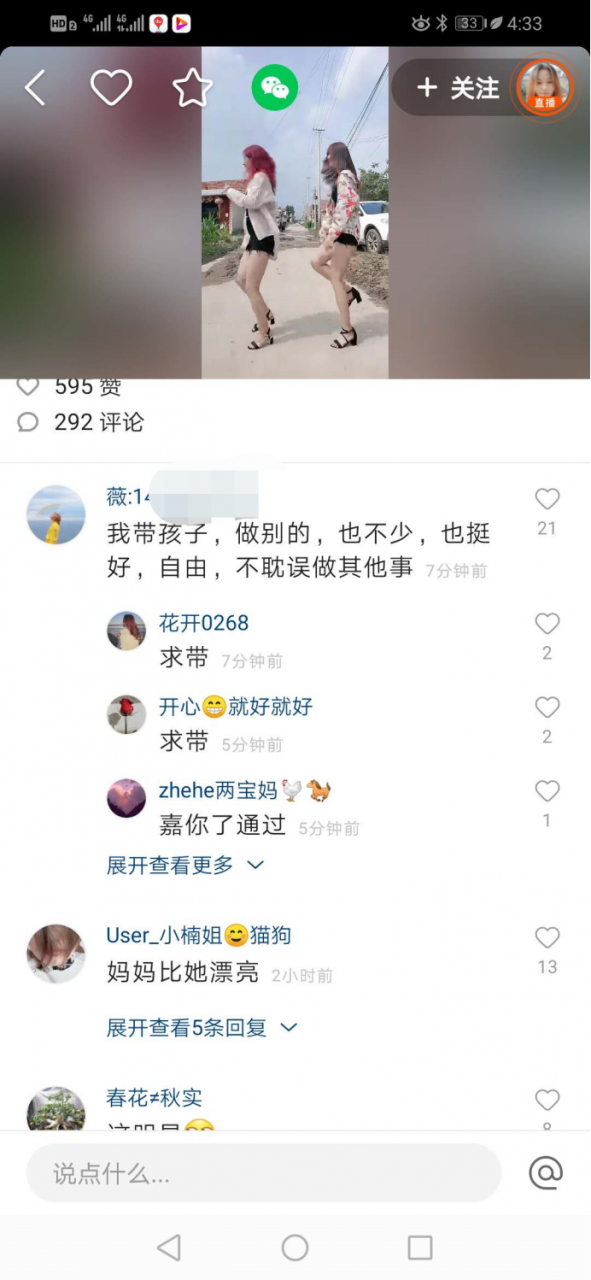 HD 2 4G 4G 33 4:33
+ 关注
直播
595 赞
292 评论
薇:14
我带孩子，做别的，也不少，也挺
好，自由，不耽误做其他事 7分钟前
21
花开0268
求带 7分钟前
2
开心😁就好就好
求带 5分钟前
2
zhehe两宝妈🐓🐎
嘉你了通过 5分钟前
1
展开查看更多
User_小楠姐😊猫狗
妈妈比她漂亮 2小时前
13
展开查看5条回复
春花≠秋实
8
说点什么...
@